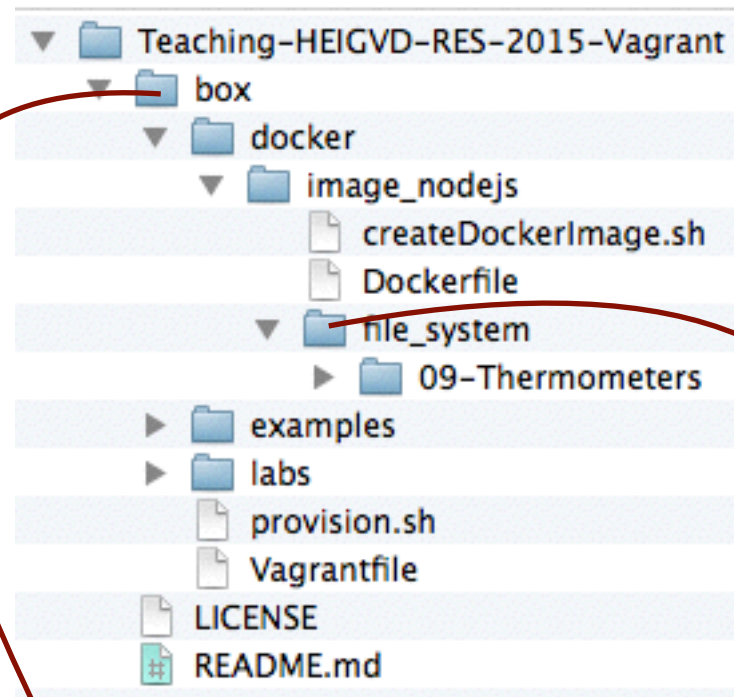 Teaching-HEIGVD-RES-2015-Vagrant
box
docker
image_nodejs
createDockerImage.sh
Dockerfile
file_system
09-Thermometers
examples
labs
provision.sh
Vagrantfile
LICENSE
README.md